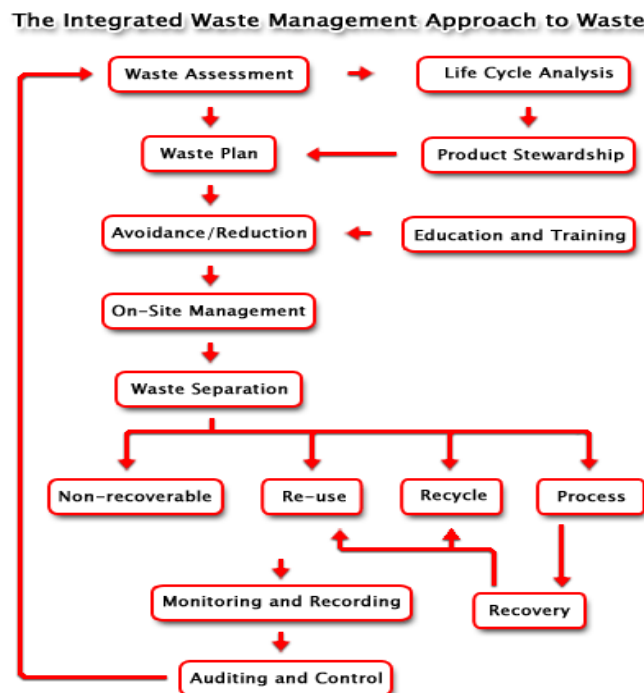 The Integrated Waste Management Approach to Waste
Waste Assessment
Life Cycle Analysis
Waste Plan
Product Stewardship
Avoidance/Reduction
Education and Training
On-Site Management
Waste Separation
Non-recoverable
Re-use
Recycle
Process
Monitoring and Recording
Recovery
Auditing and Control